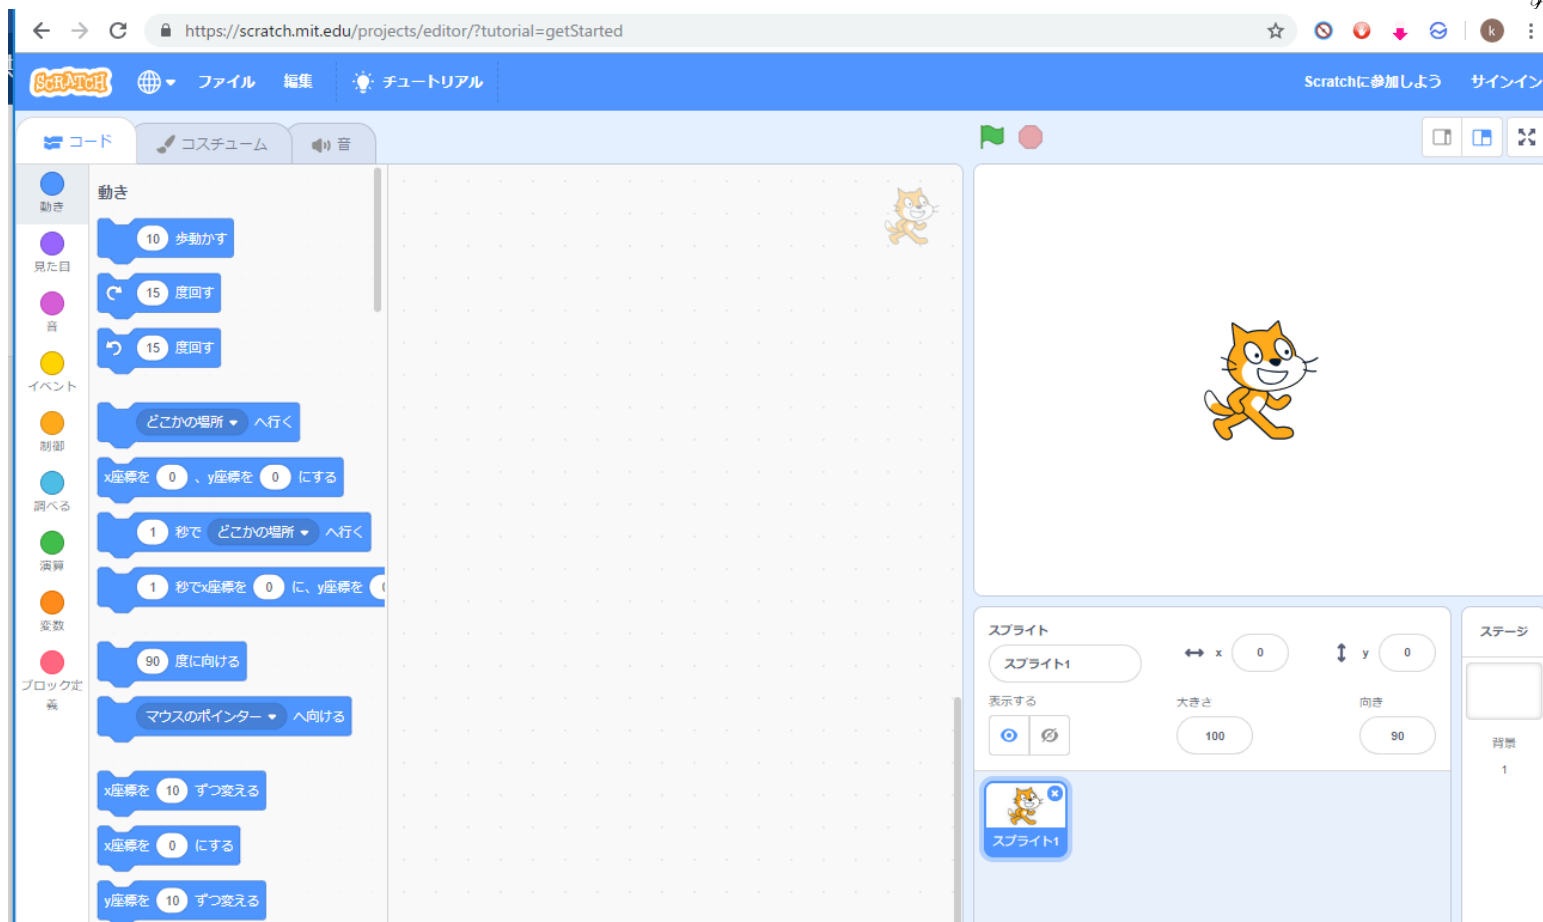 https://scratch.mit.edu/projects/editor/?tutorial=getStarted
k
SCRATCH
ファイル
編集
チュートリアル
Scratchに参加しよう
サインイン
コード
コスチューム
音
動き
見た目
音
イベント
制御
調べる
演算
変数
ブロック定
義
動き
10 歩動かす
15 度回す
15 度回す
どこかの場所 へ行く
x座標を 0 、y座標を 0 にする
1 秒で どこかの場所 へ行く
1 秒でx座標を 0 に、y座標を
90 度に向ける
マウスのポインター へ向ける
x座標を 10 ずつ変える
x座標を 0 にする
y座標を 10 ずつ変える
スプライト
スプライト1
x 0
y 0
表示する
大きさ
100
向き
90
スプライト1
ステージ
背景
1